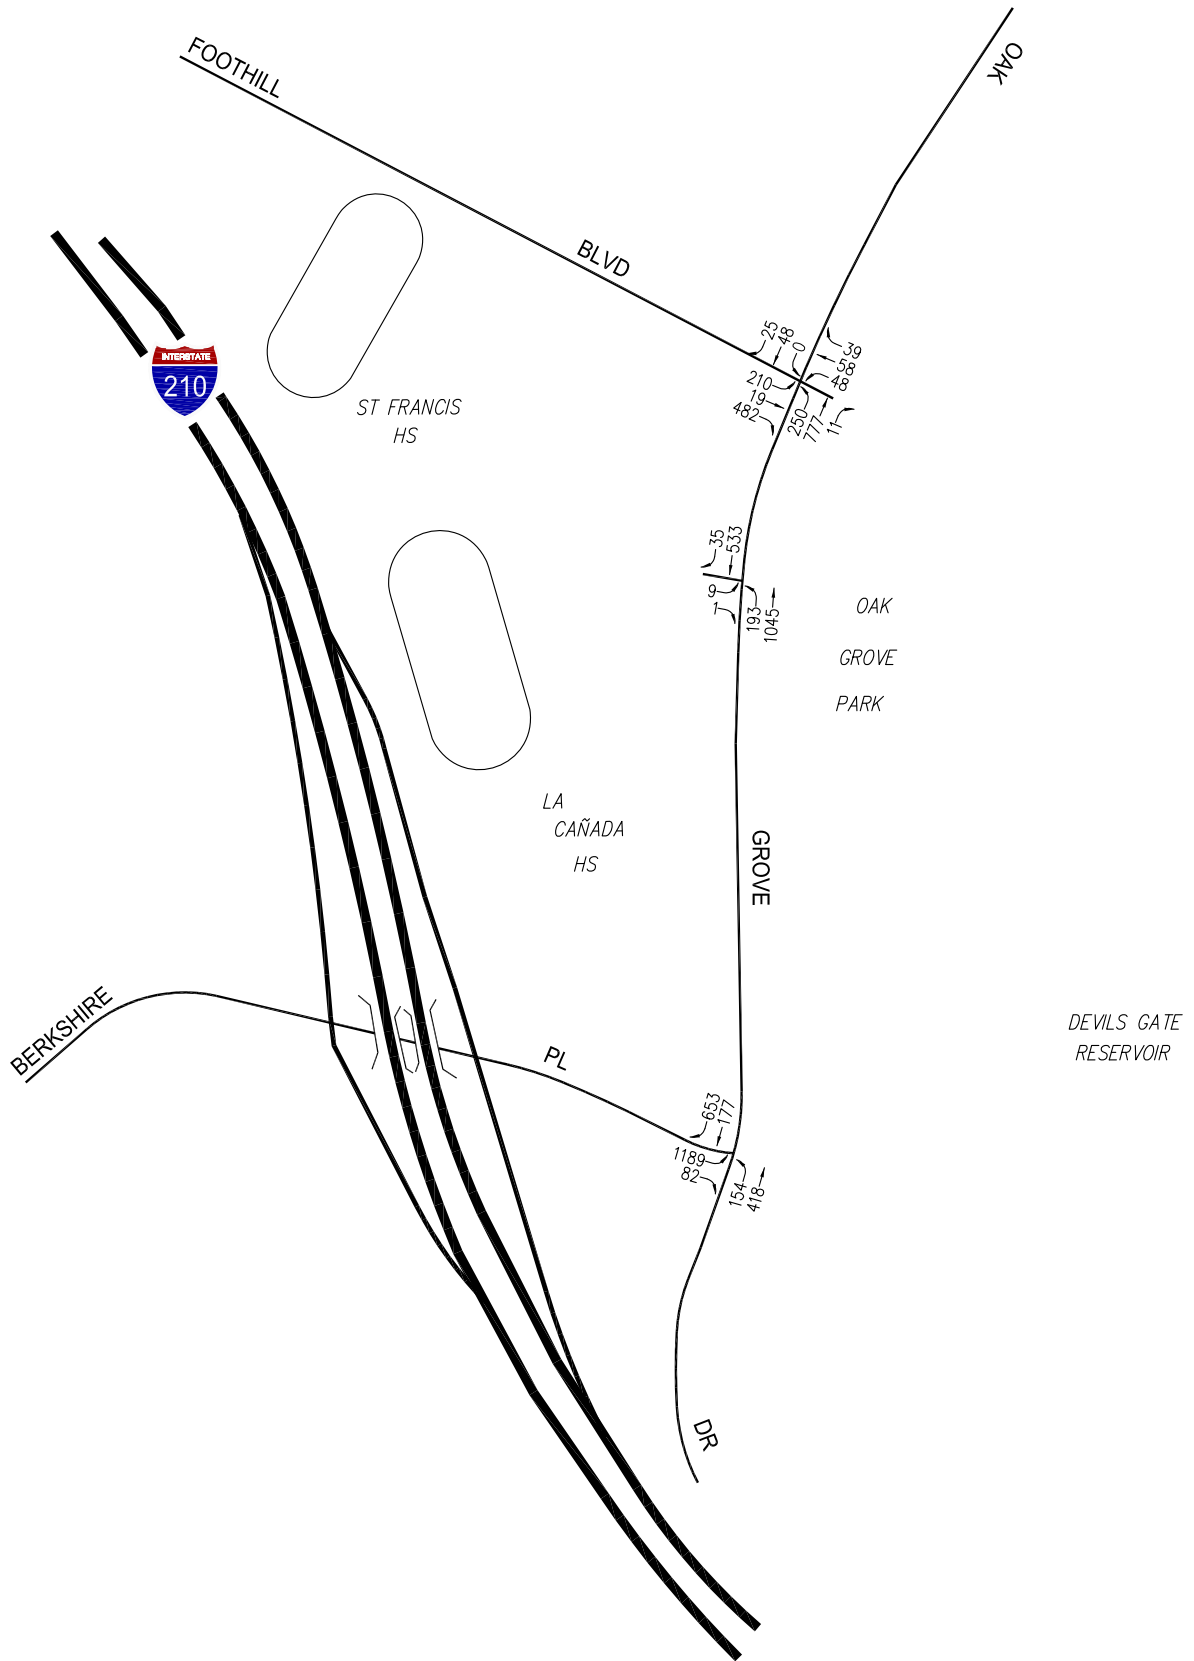 FOOTHILL
OAK
BLVD
INTERSTATE
210
25
48
0
39
58
48
210
19
482
250
777
11
ST FRANCIS
HS
35
533
9
1
193
1045
OAK
GROVE
PARK
LA
CAÑADA
HS
GROVE
BERKSHIRE
PL
DEVILS GATE
RESERVOIR
653
177
1189
82
154
418
DR